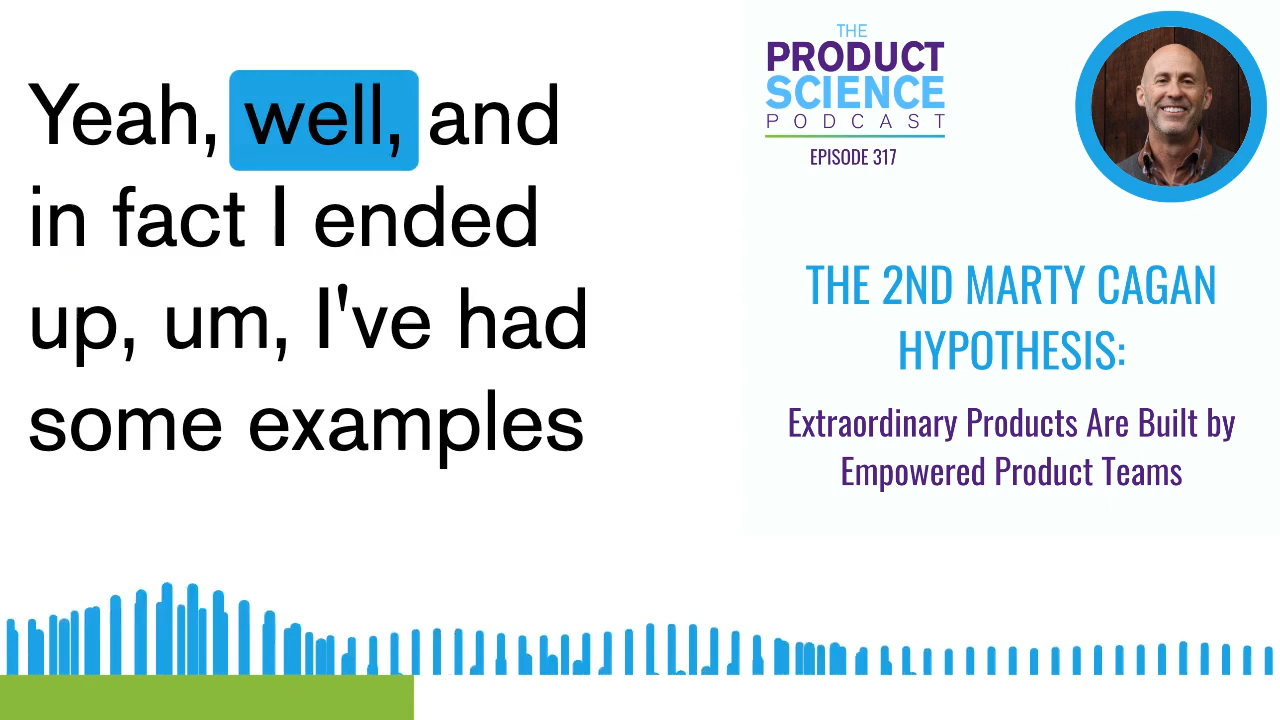 Yeah, well, and
in fact I ended
up, um, I've had
some examples
THE
PRODUCT
SCIENCE
PODCAST
EPISODE 317
THE 2ND MARTY CAGAN
HYPOTHESIS:
Extraordinary Products Are Built by
Empowered Product Teams